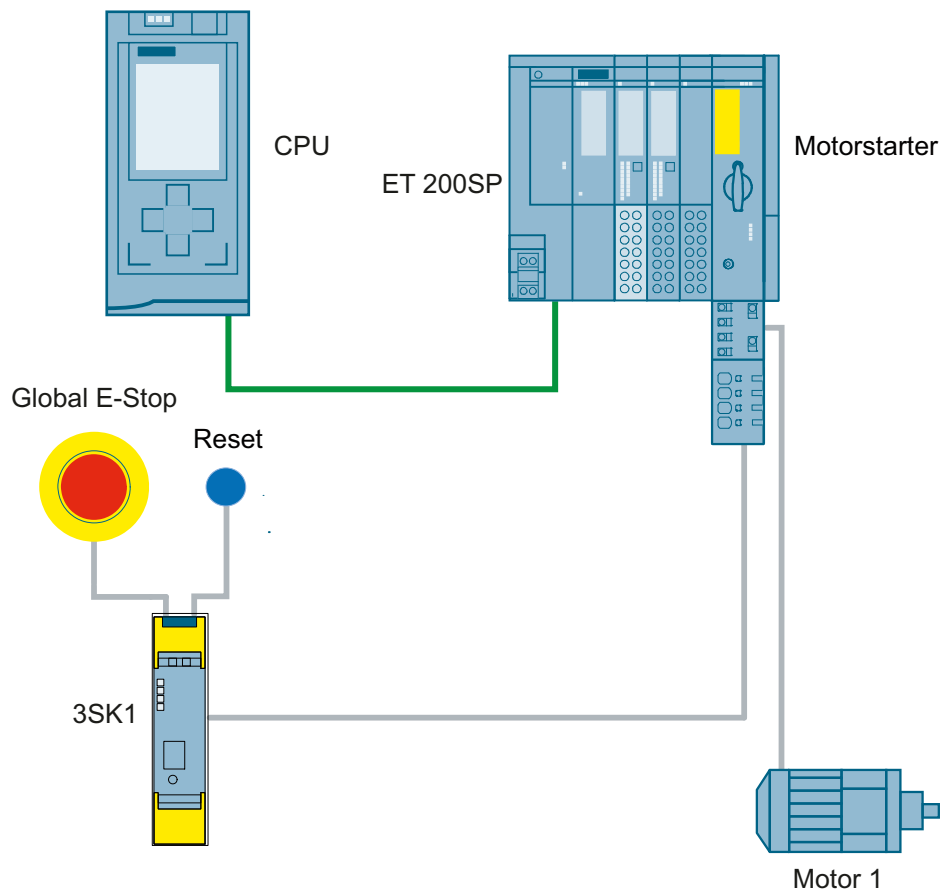 CPU
Motorstarter
ET 200SP
Global E-Stop
Reset
3SK1
Motor 1